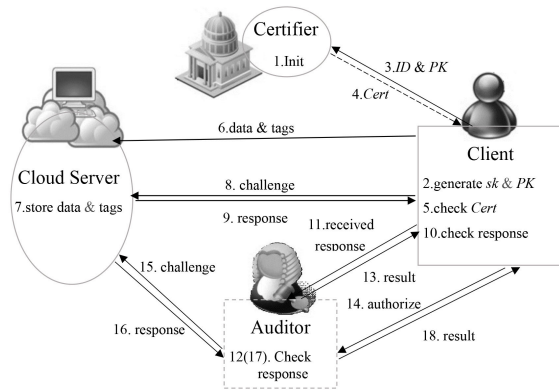 Certifier
1.Init
3.ID & PK
4.Cert
6.data & tags
Cloud Server
7.store data & tags
Client
2.generate sk & PK
5.check Cert
10.check response
8. challenge
9. response
11.received
response
13. result
14. authorize
15. challenge
16. response
18. result
Auditor
12(17). Check
response